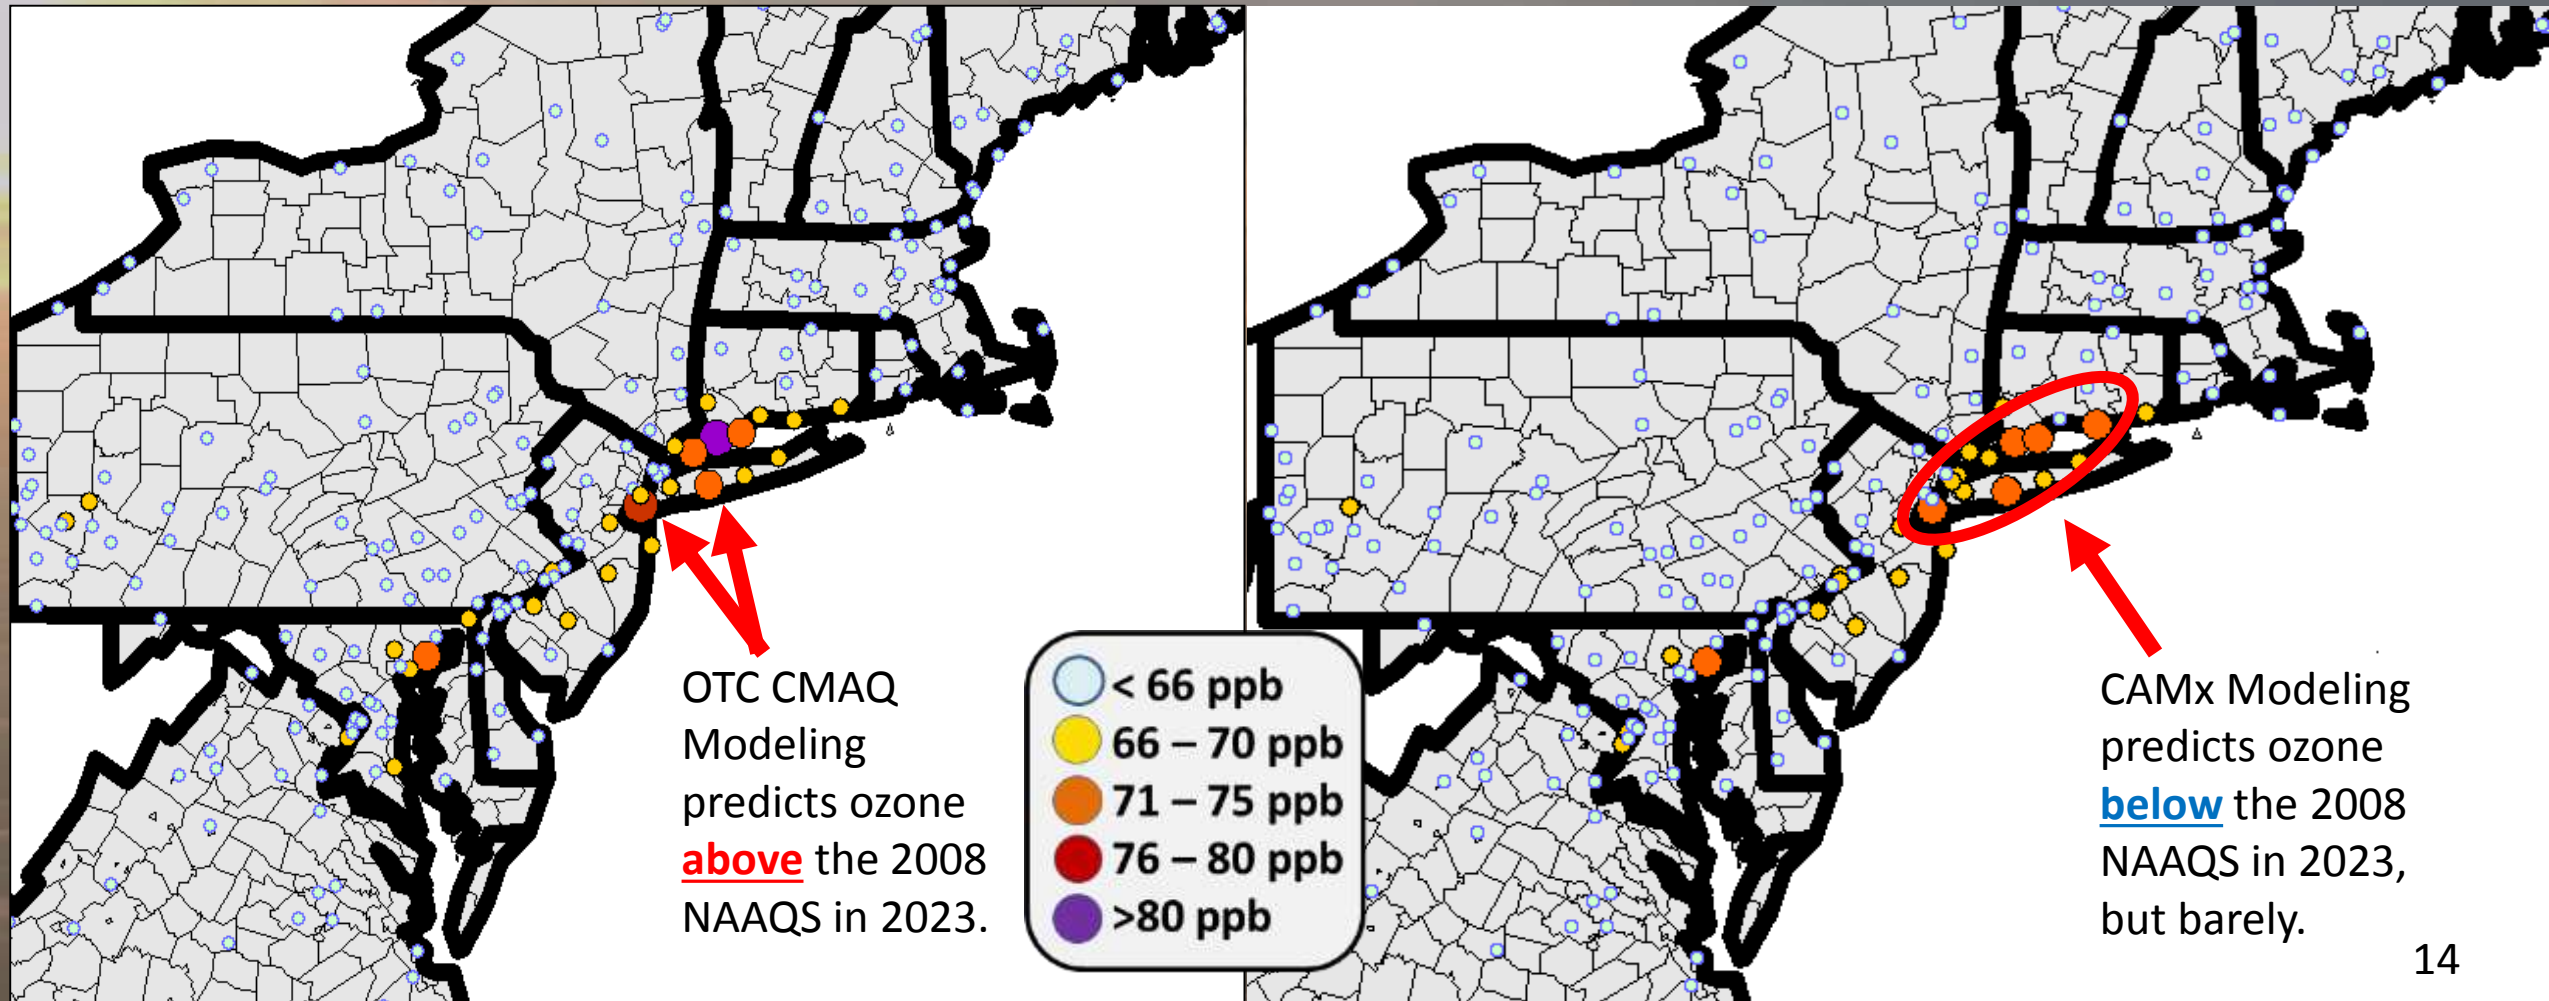 OTC CMAQ
Modeling
predicts ozone
above the 2008
NAAQS in 2023.
< 66 ppb
66 – 70 ppb
71 – 75 ppb
76 – 80 ppb
>80 ppb
CAMx Modeling
predicts ozone
below the 2008
NAAQS in 2023,
but barely.
14